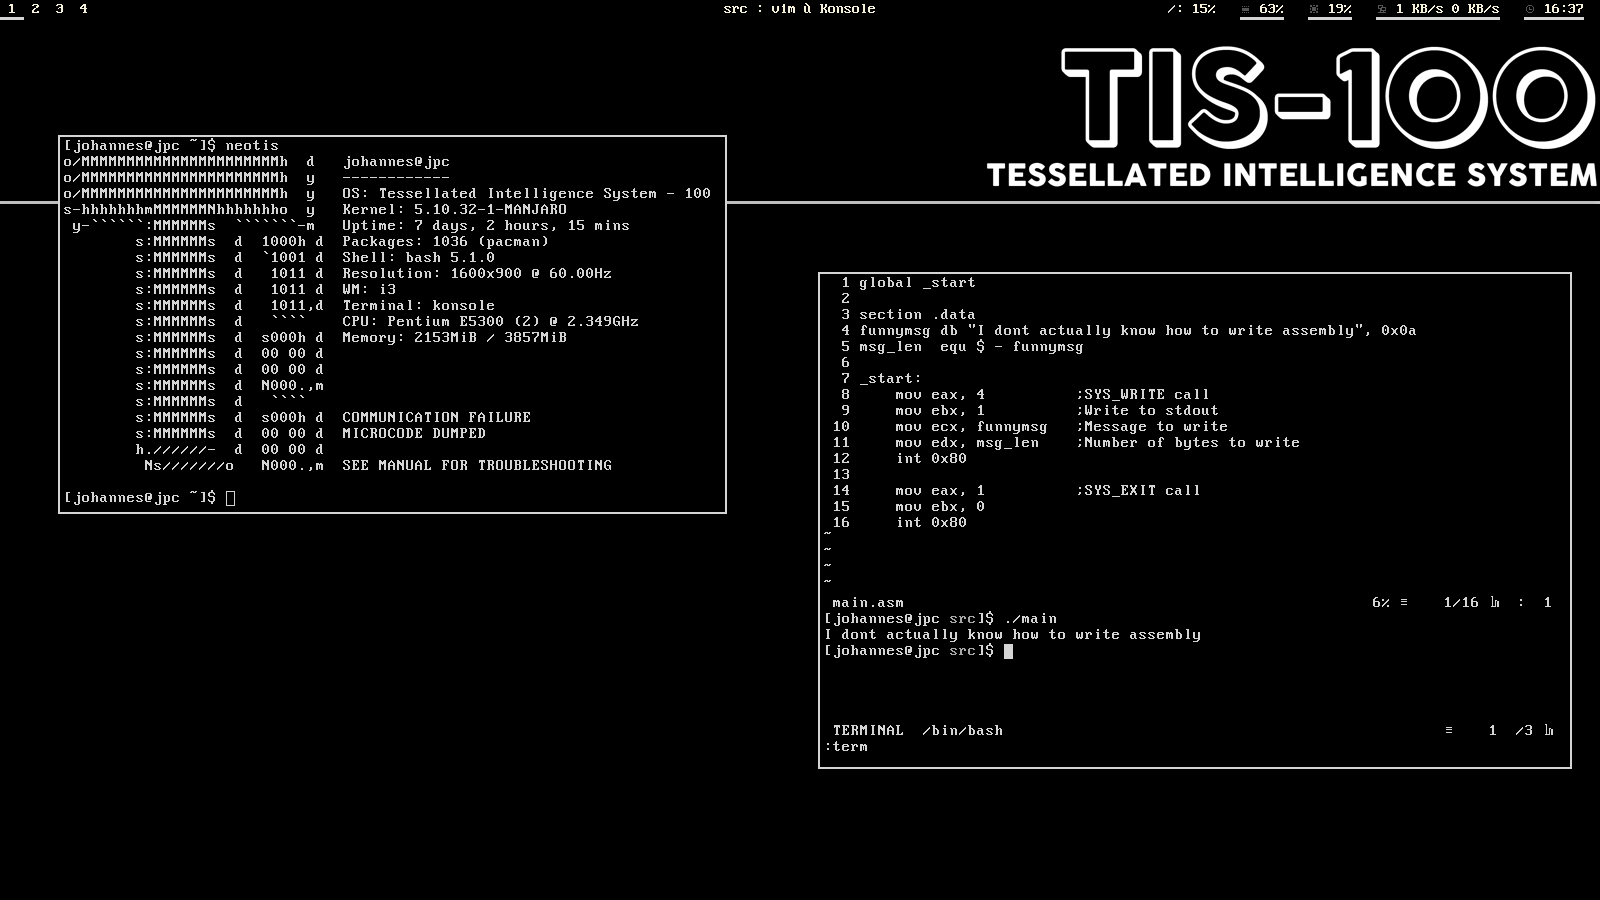 1 2 3 4 src : vim ù Konsole /: 15% 63% 19% 1 KB/s 0 KB/s 16:37
TIS-100
TESSELLATED INTELLIGENCE SYSTEM
[johannes@jpc ~]$ neotis
o/MMMMMMMMMMMMMMMMMMMMMMh  d   johannes@jpc
o/MMMMMMMMMMMMMMMMMMMMMMh  y   ------------
o/MMMMMMMMMMMMMMMMMMMMMMh  y   OS: Tessellated Intelligence System - 100
s-hhhhhhhmMMMMMMNhhhhhhho  y   Kernel: 5.10.32-1-MANJARO
 y-``````:MMMMMMs  ```````-m   Uptime: 7 days, 2 hours, 15 mins
        s:MMMMMMs  d  1000h d  Packages: 1036 (pacman)
        s:MMMMMMs  d  `1001 d  Shell: bash 5.1.0
        s:MMMMMMs  d   1011 d  Resolution: 1600x900 @ 60.00Hz
        s:MMMMMMs  d   1011 d  WM: i3
        s:MMMMMMs  d   1011,d  Terminal: konsole
        s:MMMMMMs  d   ````    CPU: Pentium E5300 (2) @ 2.349GHz
        s:MMMMMMs  d  s000h d  Memory: 2153MiB / 3857MiB
        s:MMMMMMs  d  00 00 d
        s:MMMMMMs  d  00 00 d
        s:MMMMMMs  d  N000.,m
        s:MMMMMMs  d   ````
        s:MMMMMMs  d  s000h d  COMMUNICATION FAILURE
        s:MMMMMMs  d  00 00 d  MICROCODE DUMPED
        h.//////-  d  00 00 d
         Ns///////o   N000.,m  SEE MANUAL FOR TROUBLESHOOTING
[johannes@jpc ~]$
1 global _start
2
3 section .data
4 funnymsg db "I dont actually know how to write assembly", 0x0a
5 msg_len  equ $ - funnymsg
6
7 _start:
8     mov eax, 4          ;SYS_WRITE call
9     mov ebx, 1          ;Write to stdout
10     mov ecx, funnymsg   ;Message to write
11     mov edx, msg_len    ;Number of bytes to write
12     int 0x80
13
14     mov eax, 1          ;SYS_EXIT call
15     mov ebx, 0
16     int 0x80
~
~
~
~
main.asm 6% ≡ 1/16 ㏑ : 1
[johannes@jpc src]$ ./main
I dont actually know how to write assembly
[johannes@jpc src]$
TERMINAL /bin/bash ≡ 1 /3 ㏑
:term